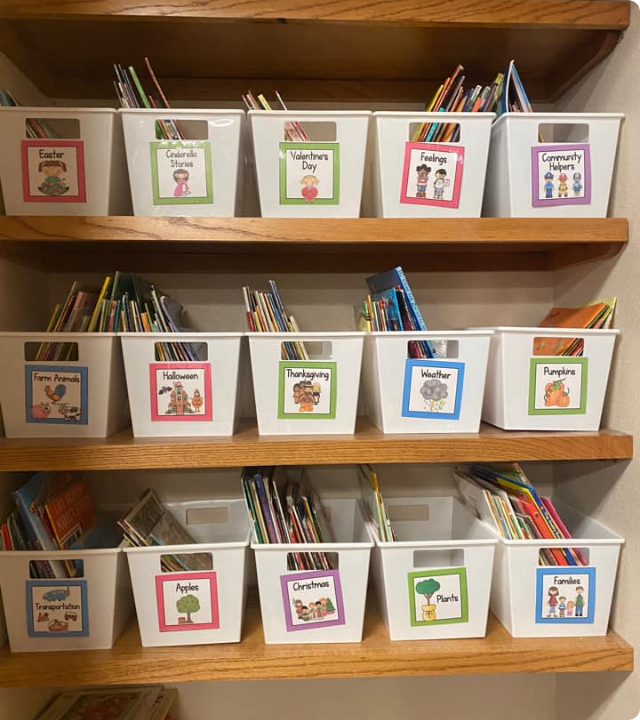 Easter
Cinderella
Stories
Valentine's
Day
Feelings
Community
Helpers
Farm Animals
Halloween
Thanksgiving
Weather
Pumpkins
Transportation
Apples
Christmas
Plants
Families